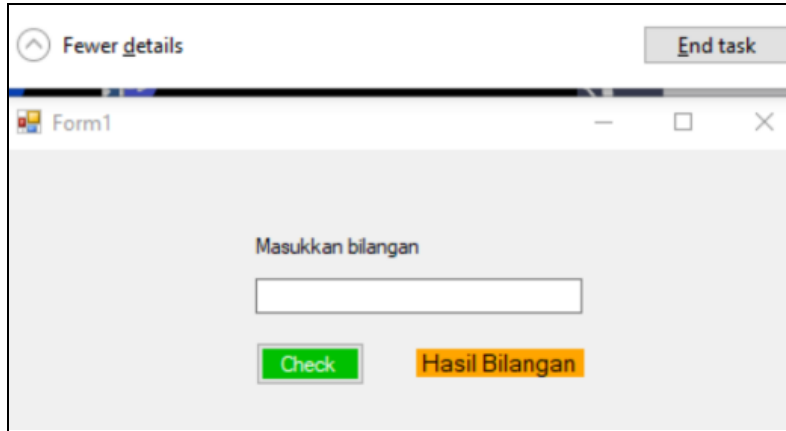 Fewer details
End task
Form1
Masukkan bilangan
Check
Hasil Bilangan